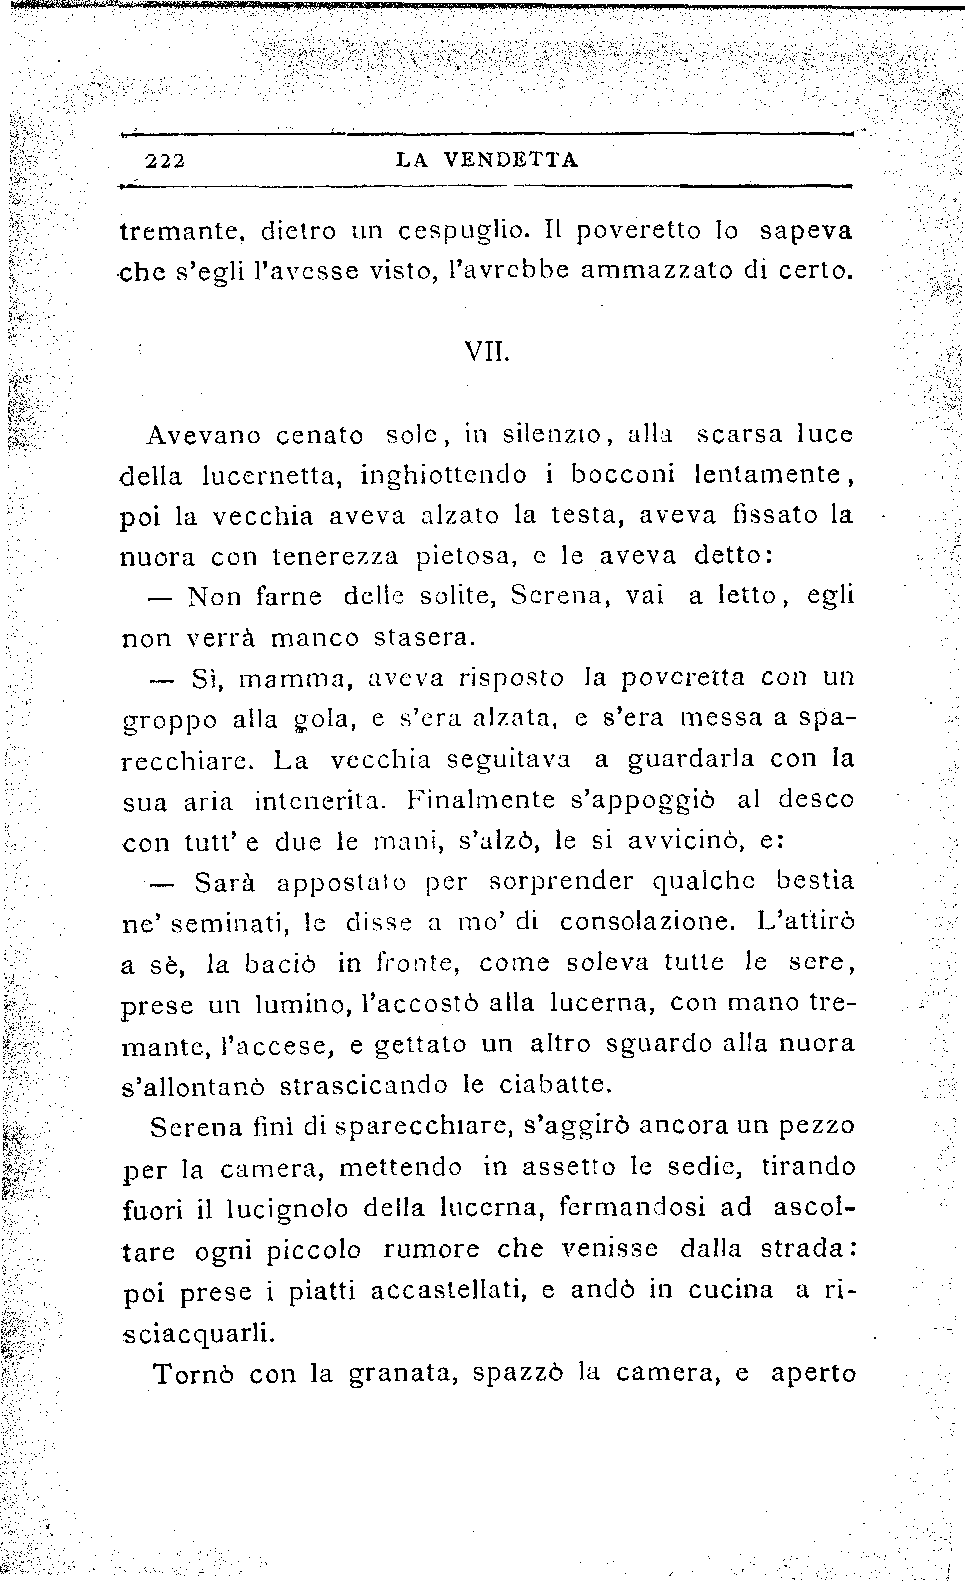 222 LA VENDETTA
tremante, dietro un cespuglio. Il poveretto lo sapeva
che s'egli l'avesse visto, l'avrebbe ammazzato di certo.
VII.
Avevano cenato sole, in silenzio, alla scarsa luce
della lucernetta, inghiottendo i bocconi lentamente,
poi la vecchia aveva alzato la testa, aveva fissato la
nuora con tenerezza pietosa, e le aveva detto:
— Non farne delle solite, Serena, vai a letto, egli
non verrà manco stasera.
— Sì, mamma, aveva risposto la poveretta con un
groppo alla gola, e s'era alzata, e s'era messa a spa-
recchiare. La vecchia seguitava a guardarla con la
sua aria intenerita. Finalmente s'appoggiò al desco
con tutt' e due le mani, s'alzò, le si avvicinò, e:
— Sarà appostato per sorprender qualche bestia
ne' seminati, le disse a mo' di consolazione. L'attirò
a sè, la baciò in fronte, come soleva tutte le sere,
prese un lumino, l'accostò alla lucerna, con mano tre-
mante, l'accese, e gettato un altro sguardo alla nuora
s'allontanò strascicando le ciabatte.
Serena finì di sparecchiare, s'aggirò ancora un pezzo
per la camera, mettendo in assetto le sedie, tirando
fuori il lucignolo della lucerna, fermandosi ad ascol-
tare ogni piccolo rumore che venisse dalla strada:
poi prese i piatti accastellati, e andò in cucina a ri-
sciacquarli.
Tornò con la granata, spazzò la camera, e aperto